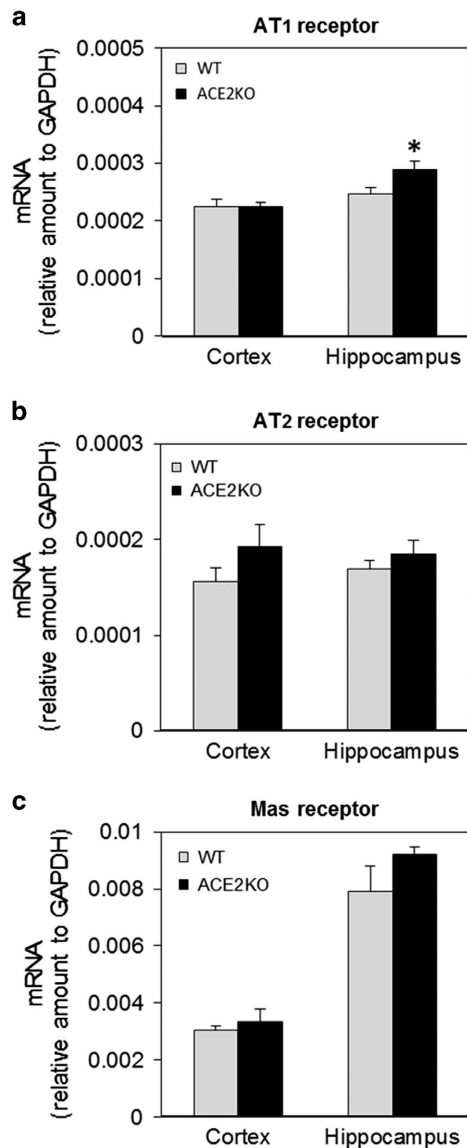 a
AT1 receptor
mRNA
(relative amount to GAPDH)
0.0005
0.0004
0.0003
0.0002
0.0001
0
WT
ACE2KO
*
Cortex Hippocampus
b
AT2 receptor
mRNA
(relative amount to GAPDH)
0.0003
0.0002
0.0001
0
WT
ACE2KO
Cortex Hippocampus
c
Mas receptor
mRNA
(relative amount to GAPDH)
0.01
0.008
0.006
0.004
0.002
0
WT
ACE2KO
Cortex Hippocampus